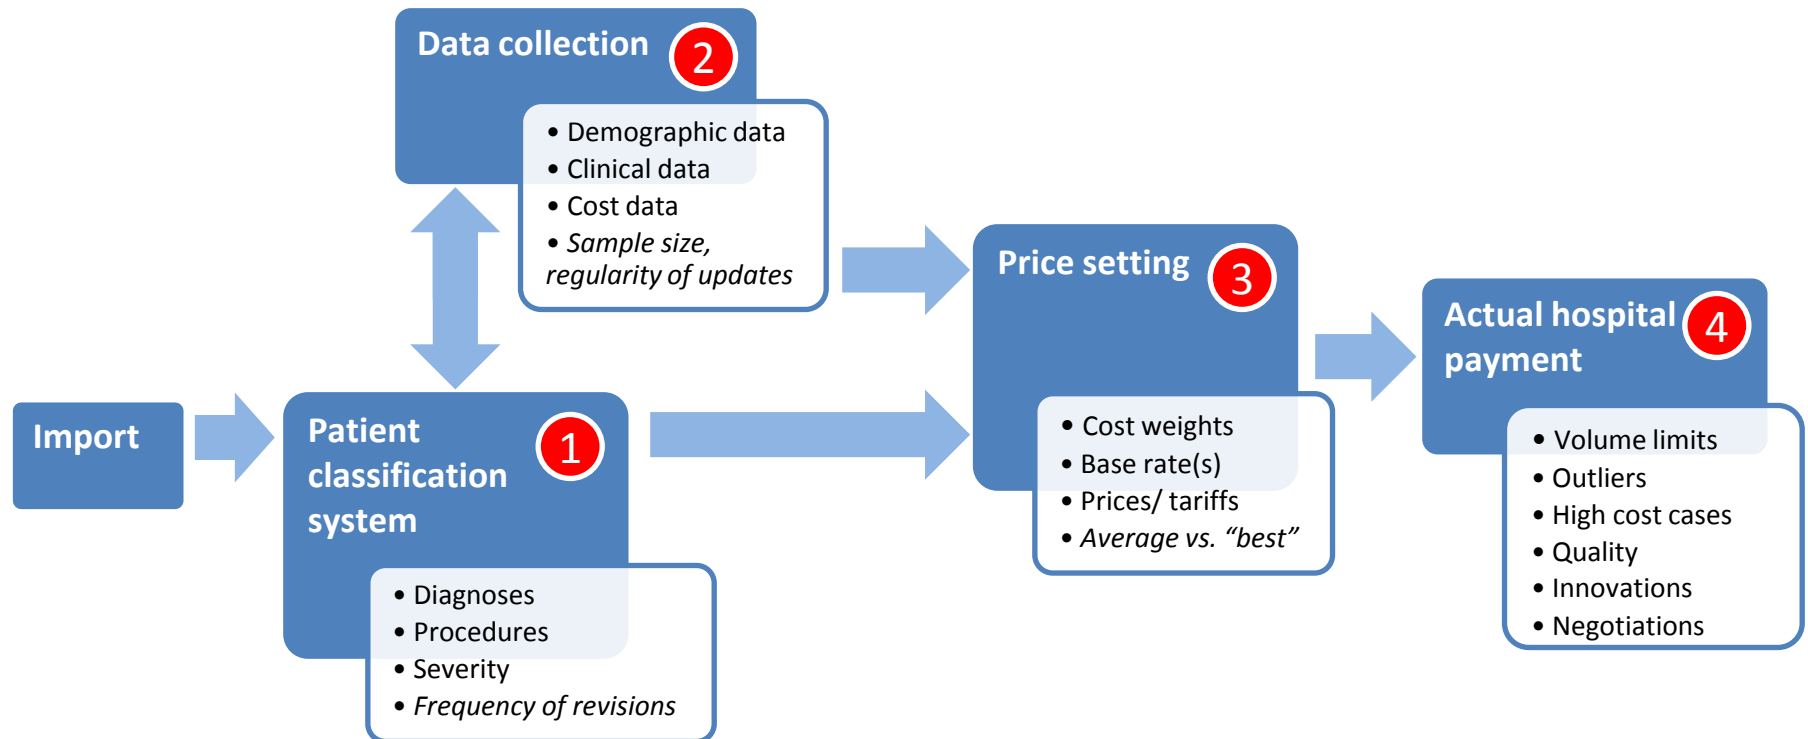 Data collection
2
• Demographic data
• Clinical data
• Cost data
• Sample size,
regularity of updates
Import
Patient
classification
system
1
• Diagnoses
• Procedures
• Severity
• Frequency of revisions
Price setting
3
• Cost weights
• Base rate(s)
• Prices/ tariffs
• Average vs. “best”
Actual hospital
payment
4
• Volume limits
• Outliers
• High cost cases
• Quality
• Innovations
• Negotiations